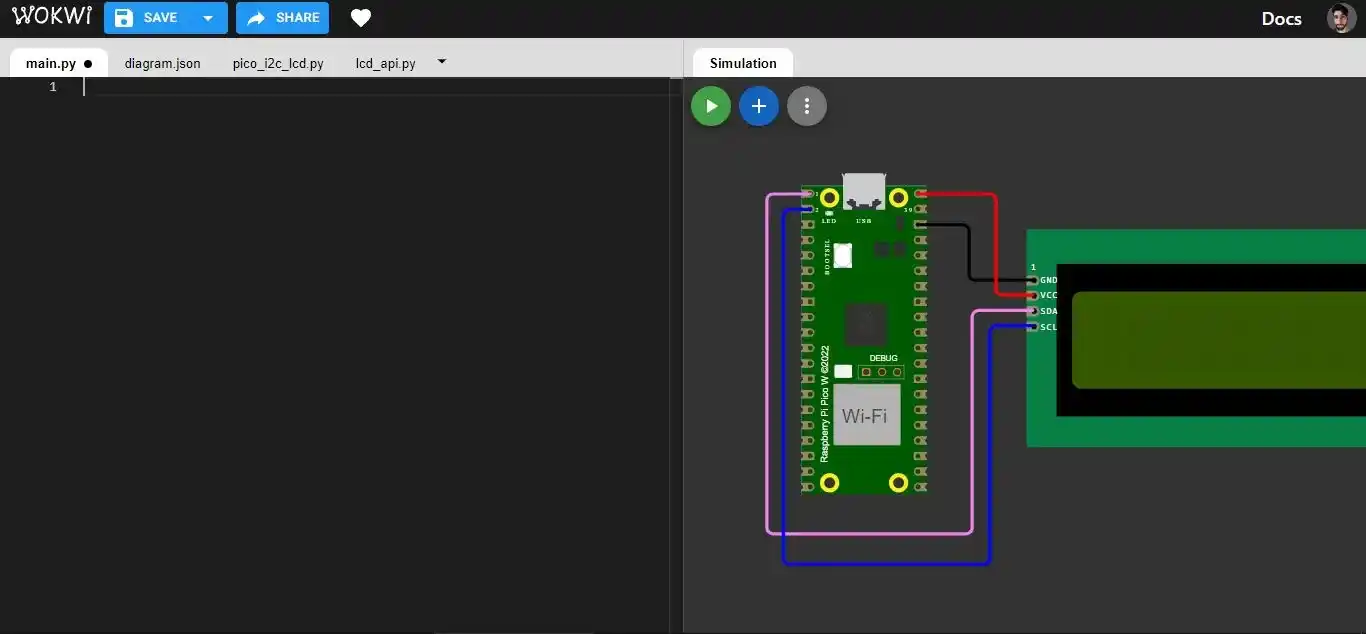 WOKWI
SAVE
SHARE
Docs
main.py
diagram.json
pico_i2c_lcd.py
lcd_api.py
Simulation
1
1
2
39
LED
USB
BOOTSEL
DEBUG
Raspberry Pi Pico W ©2022
Wi-Fi
1
GND
VCC
SDA
SCL